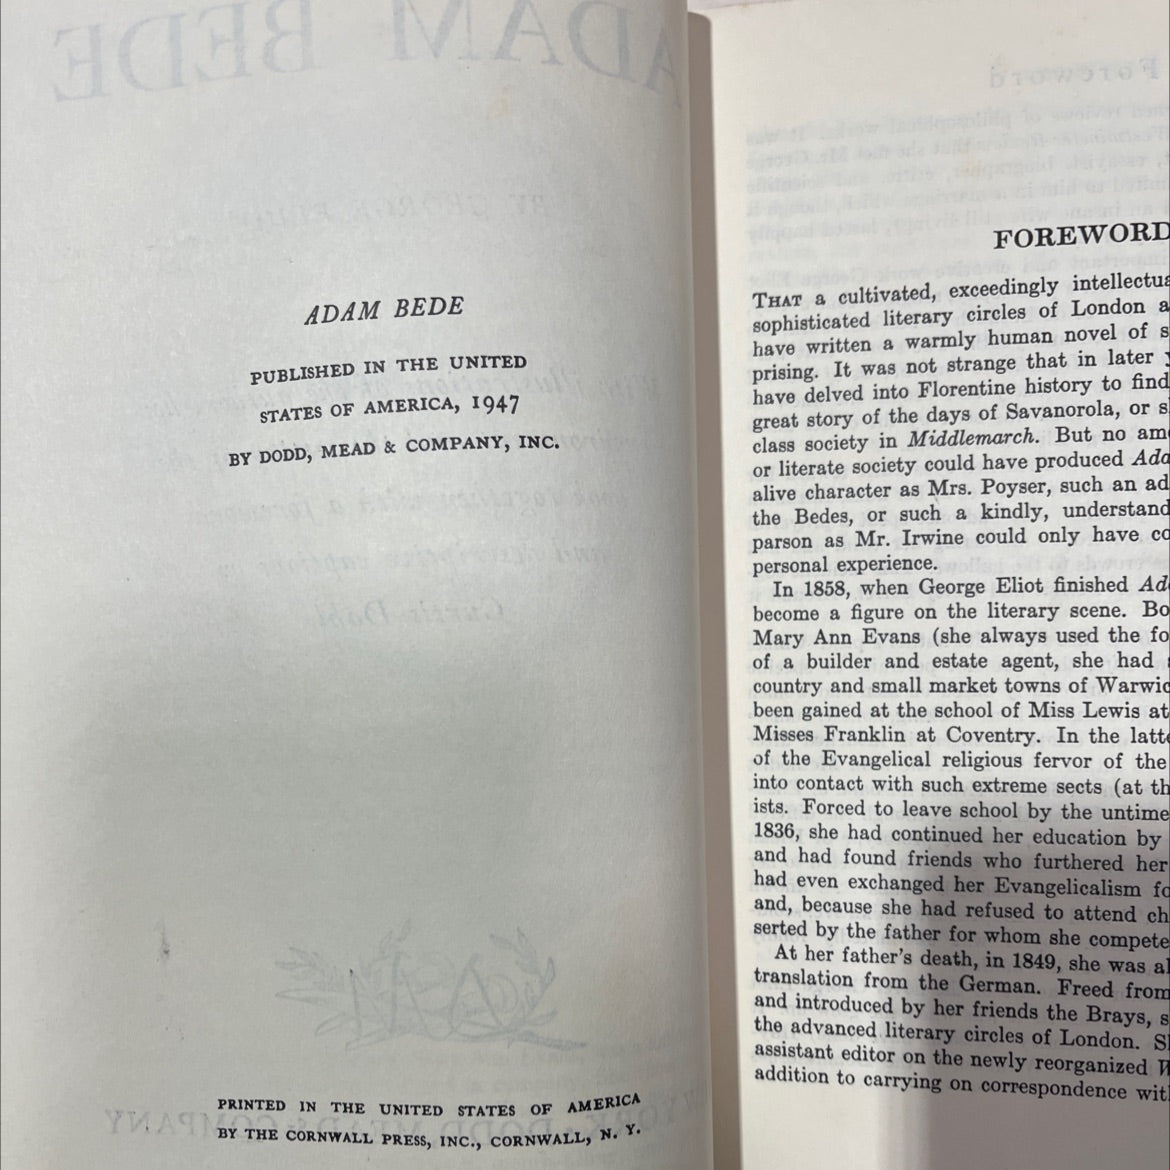 ADAM BEDE
PUBLISHED IN THE UNITED
STATES OF AMERICA, 1947
BY DODD, MEAD & COMPANY, INC.
PRINTED IN THE UNITED STATES OF AMERICA
BY THE CORNWALL PRESS, INC., CORNWALL, N. Y.
FOREWORD
THAT a cultivated, exceedingly intellectua
sophisticated literary circles of London a
have written a warmly human novel of s
prising. It was not strange that in later y
have delved into Florentine history to find
great story of the days of Savanorola, or s
class society in Middlemarch. But no am
or literate society could have produced Ada
alive character as Mrs. Poyser, such an ad
the Bedes, or such a kindly, understand
parson as Mr. Irwine could only have co
personal experience.
In 1858, when George Eliot finished Ad
become a figure on the literary scene. Bo
Mary Ann Evans (she always used the fo
of a builder and estate agent, she had
country and small market towns of Warwic
been gained at the school of Miss Lewis at
Misses Franklin at Coventry. In the latte
of the Evangelical religious fervor of the
into contact with such extreme sects (at th
ists. Forced to leave school by the untime
1836, she had continued her education by
and had found friends who furthered her
had even exchanged her Evangelicalism fo
and, because she had refused to attend ch
serted by the father for whom she compete
At her father's death, in 1849, she was al
translation from the German. Freed from
and introduced by her friends the Brays, s
the advanced literary circles of London. S
assistant editor on the newly reorganized W
addition to carrying on correspondence wit